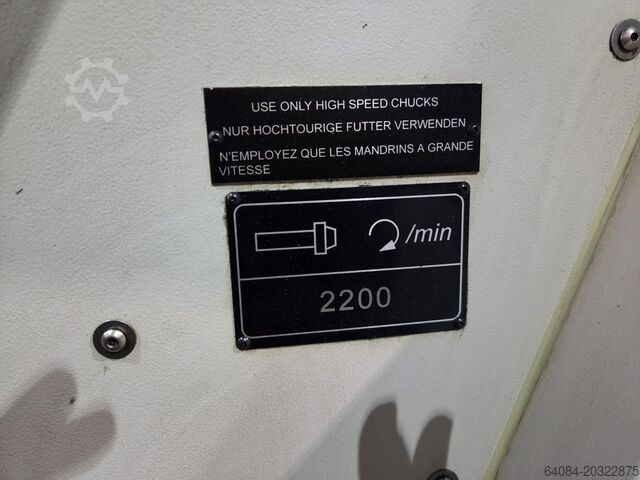 USE ONLY HIGH SPEED CHUCKS
NUR HOCHTOURIGE FUTTER VERWENDEN
N'EMPLOYEZ QUE LES MANDRINS A GRANDE
VITESSE
/min
2200
64084-20322875